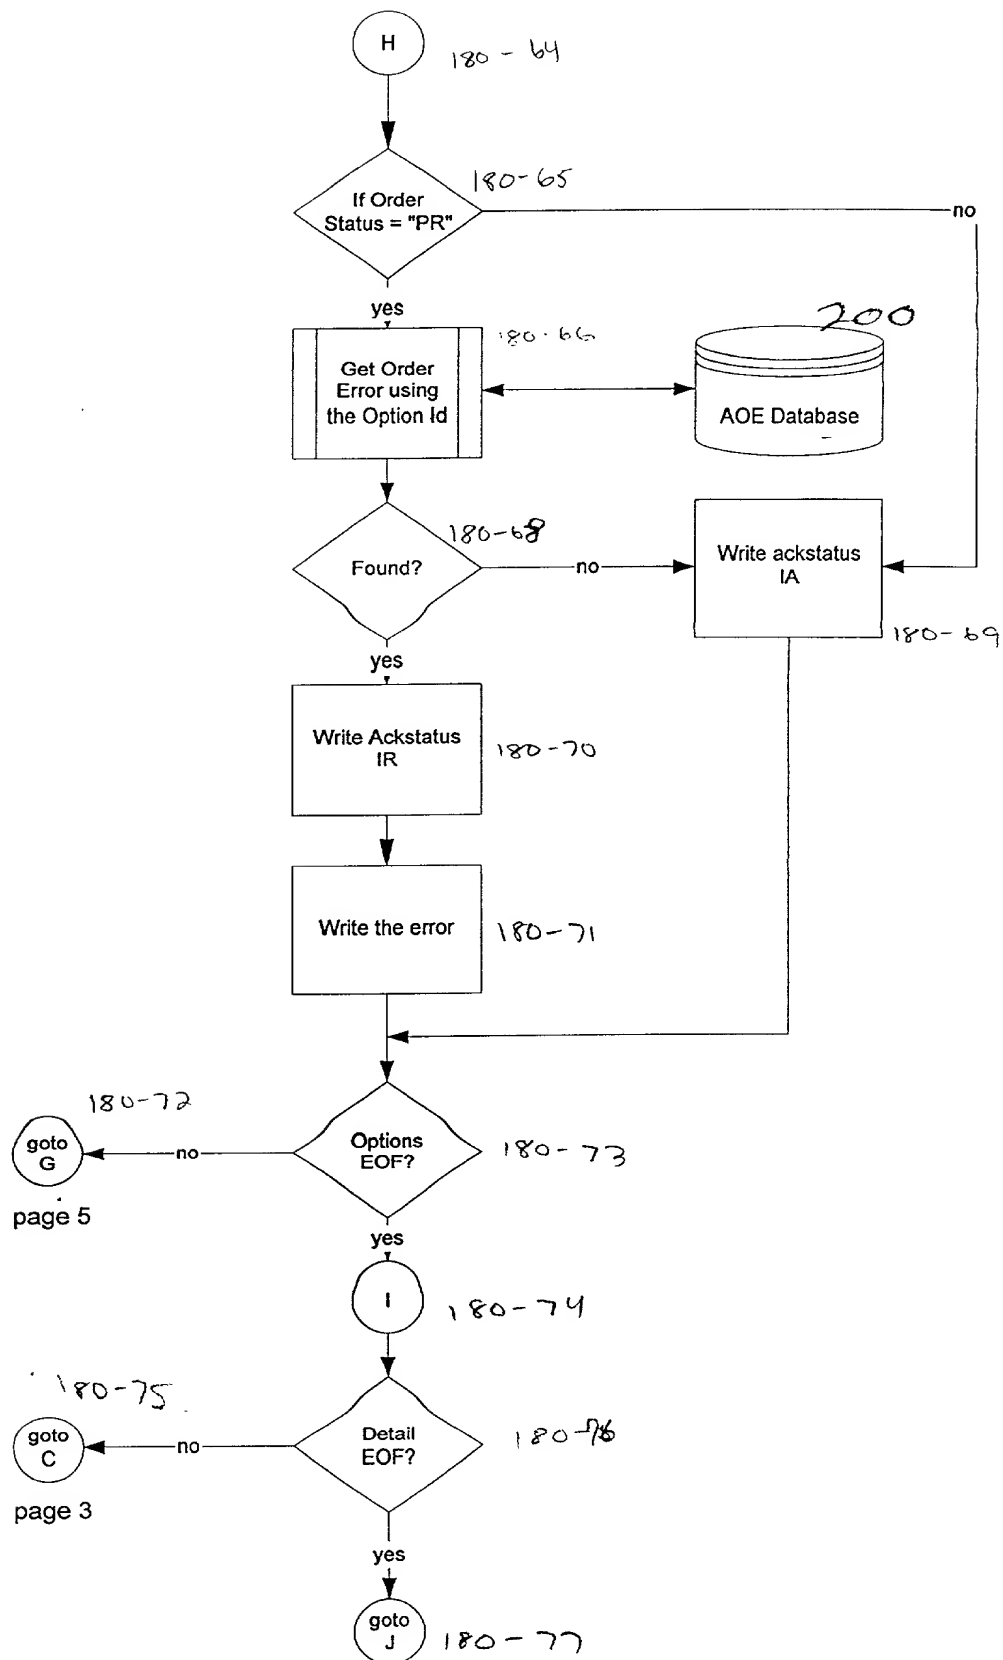 H
180-64
If Order
Status = "PR"
180-65
no
yes
Get Order
Error using
the Option Id
180-66
200
AOE Database
Found?
180-68
no
Write ackstatus
IA
180-69
yes
Write Ackstatus
IR
180-70
Write the error
180-71
180-72
goto
G
page 5
no
Options
EOF?
180-73
yes
I
180-74
180-75
goto
C
page 3
no
Detail
EOF?
180-76
yes
goto
J
180-77